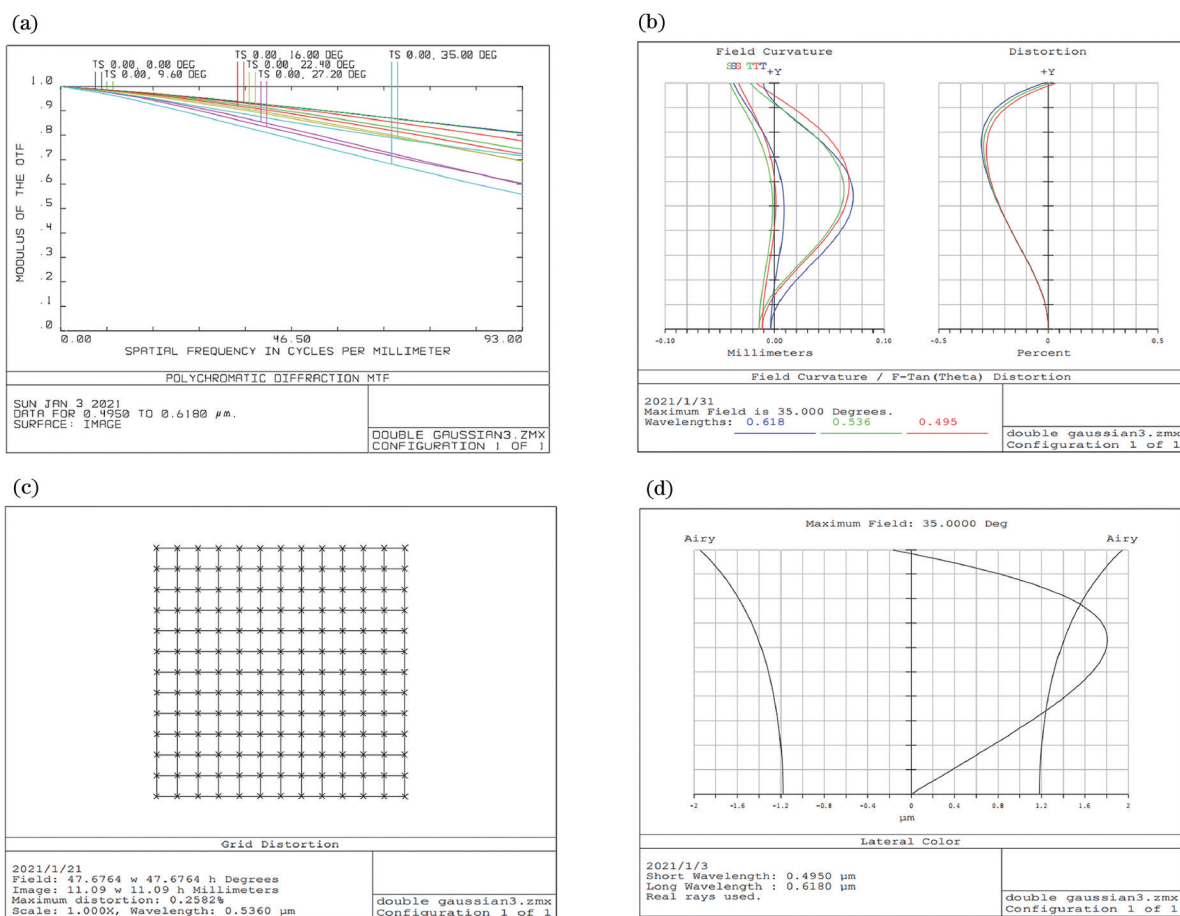 (a)
TS 0.00, 0.00 DEG
TS 0.00, 9.60 DEG
TS 0.00, 16.00 DEG
TS 0.00, 22.40 DEG
TS 0.00, 27.20 DEG
TS 0.00, 35.00 DEG
1.0
.9
.8
.7
.6
.5
.4
.3
.2
.1
.0
MODULUS OF THE OTF
0.00
46.50
93.00
SPATIAL FREQUENCY IN CYCLES PER MILLIMETER
POLYCHROMATIC DIFFRACTION MTF
SUN JAN 3 2021
DATA FOR 0.4950 TO 0.6180 µm.
SURFACE: IMAGE
DOUBLE GAUSSIAN3.ZMX
CONFIGURATION 1 OF 1
(b)
Field Curvature
SSS TTT
+Y
-0.10
0.00
0.10
Millimeters
Distortion
+Y
-0.5
0.0
0.5
Percent
Field Curvature / F-Tan(Theta) Distortion
2021/1/31
Maximum Field is 35.000 Degrees.
Wavelengths: 0.618 0.536 0.495
double gaussian3.zmx
Configuration 1 of 1
(c)
Grid Distortion
2021/1/21
Field: 47.6764 w 47.6764 h Degrees
Image: 11.09 w 11.09 h Millimeters
Maximum distortion: 0.2582%
Scale: 1.000X, Wavelength: 0.5360 µm
double gaussian3.zmx
Configuration 1 of 1
(d)
Maximum Field: 35.0000 Deg
Airy
Airy
-2
-1.6
-1.2
-0.8
-0.4
0
0.4
0.8
1.2
1.6
2
µm
Lateral Color
2021/1/3
Short Wavelength: 0.4950 µm
Long Wavelength : 0.6180 µm
Real rays used.
double gaussian3.zmx
Configuration 1 of 1